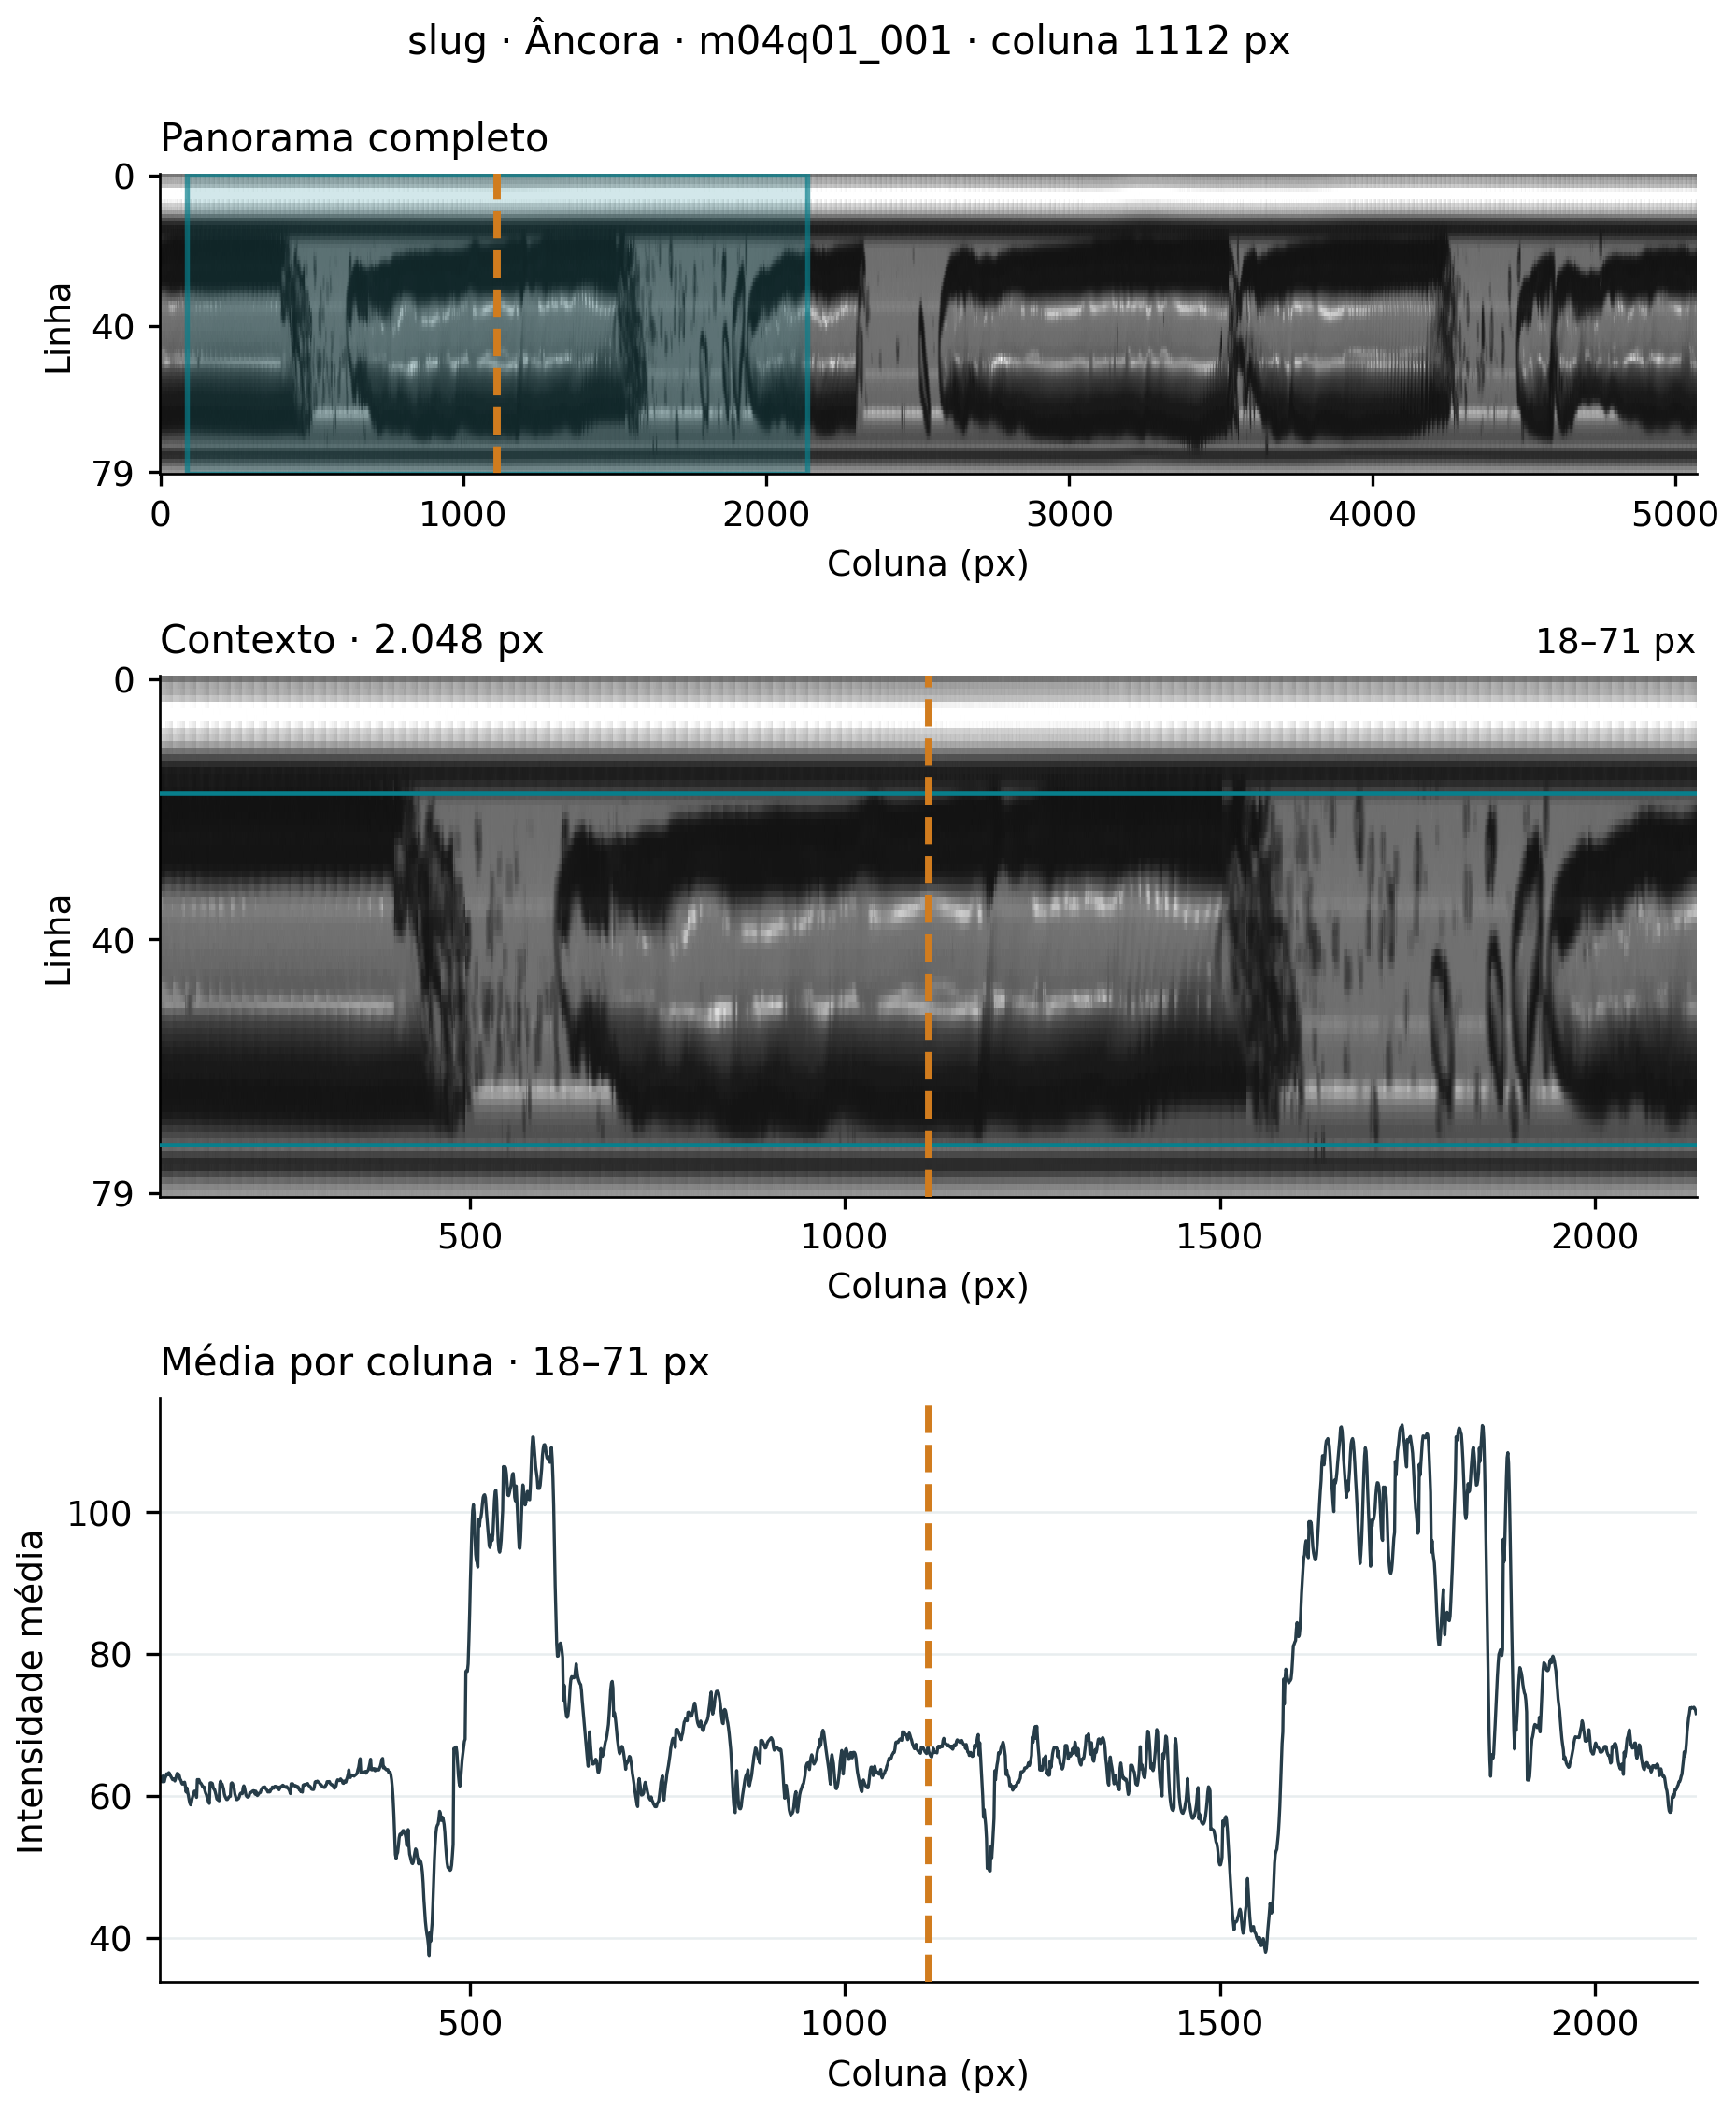 slug · Âncora · m04q01_001 · coluna 1112 px
Panorama completo
0
40
79
Linha
0 1000 2000 3000 4000 5000
Coluna (px)
Contexto · 2.048 px 18–71 px
0
40
79
Linha
500 1000 1500 2000
Coluna (px)
Média por coluna · 18–71 px
100
80
60
40
Intensidade média
500 1000 1500 2000
Coluna (px)